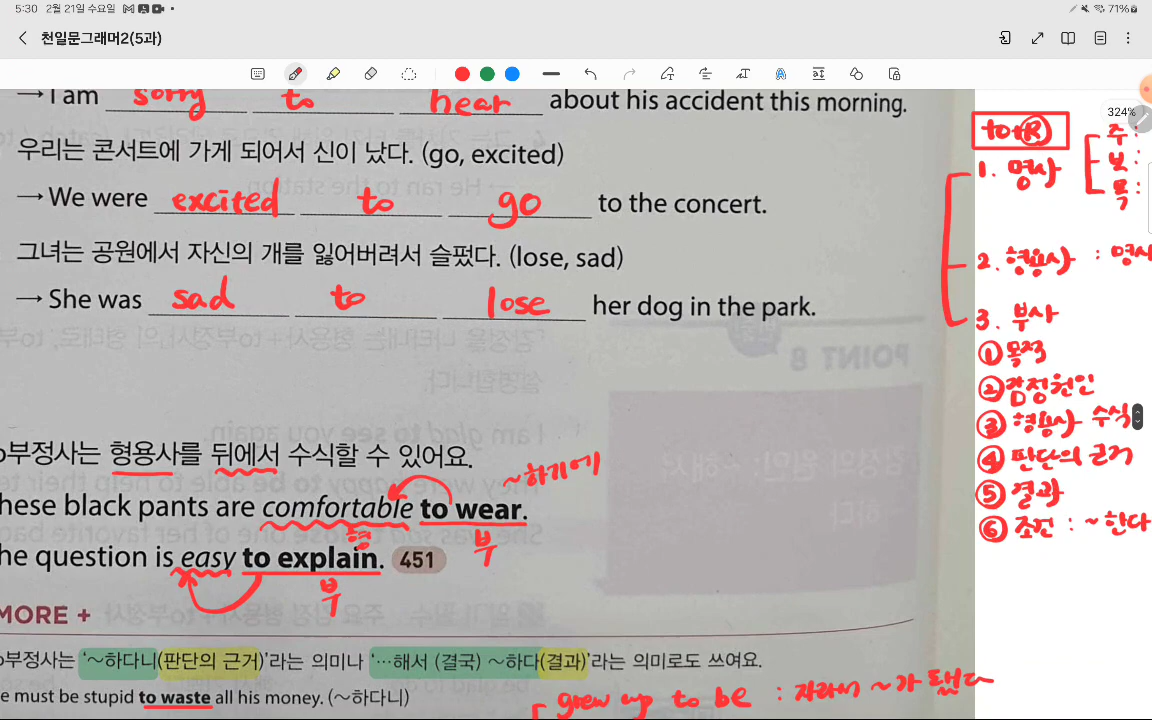 5:30 2월 21일 수요일
71%
천일문그래머2(5과)
324%
→ I am sorry to hear about his accident this morning.
우리는 콘서트에 가게 되어서 신이 났다. (go, excited)
→ We were excited to go to the concert.
그녀는 공원에서 자신의 개를 잃어버려서 슬펐다. (lose, sad)
→ She was sad to lose her dog in the park.
부정사는 형용사를 뒤에서 수식할 수 있어요.
~하기에
hese black pants are comfortable to wear.
형 부
he question is easy to explain. 451
부
MORE +
부정사는 '~하다니(판단의 근거)'라는 의미나 '…해서 (결국) ~하다(결과)'라는 의미로도 쓰여요.
e must be stupid to waste all his money. (~하다니)
grew up to be : 자라서 ~가 됐다
to+R
1. 명사
주:
보:
목:
2. 형용사 : 명사
3. 부사
① 목적
② 감정원인
③ 형용사 수식
④ 판단의 근거
⑤ 결과
⑥ 조건 : ~한다
POINT 8